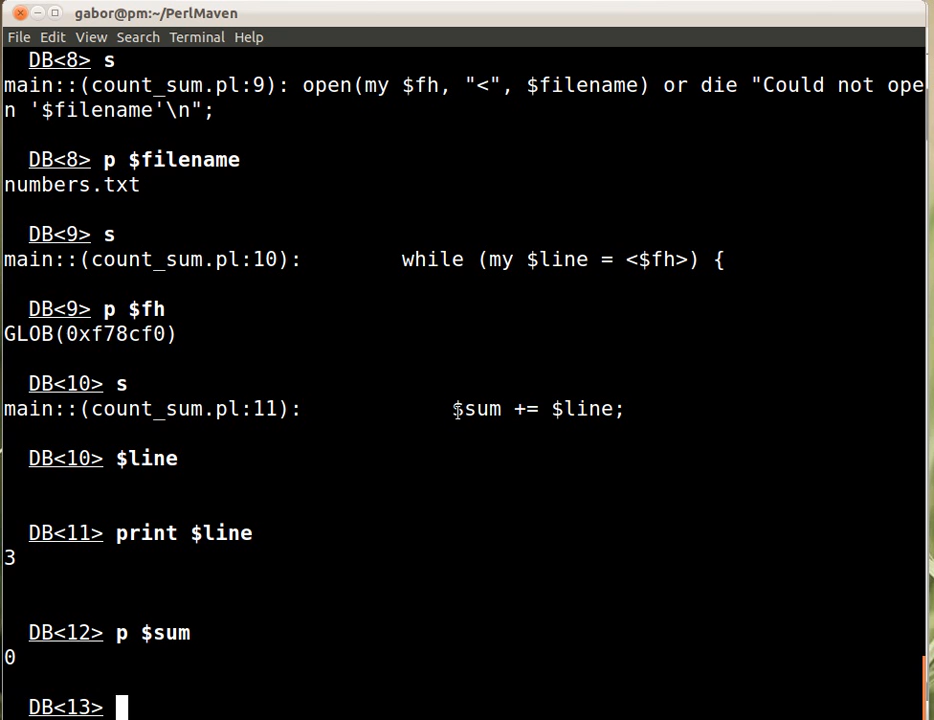 gabor@pm:~/PerlMaven
File Edit View Search Terminal Help
DB<8> s
main::(count_sum.pl:9): open(my $fh, "<", $filename) or die "Could not ope
n '$filename'\n";
DB<8> p $filename
numbers.txt
DB<9> s
main::(count_sum.pl:10):        while (my $line = <$fh>) {
DB<9> p $fh
GLOB(0xf78cf0)
DB<10> s
main::(count_sum.pl:11):            $sum += $line;
DB<10> $line
DB<11> print $line
3
DB<12> p $sum
0
DB<13>